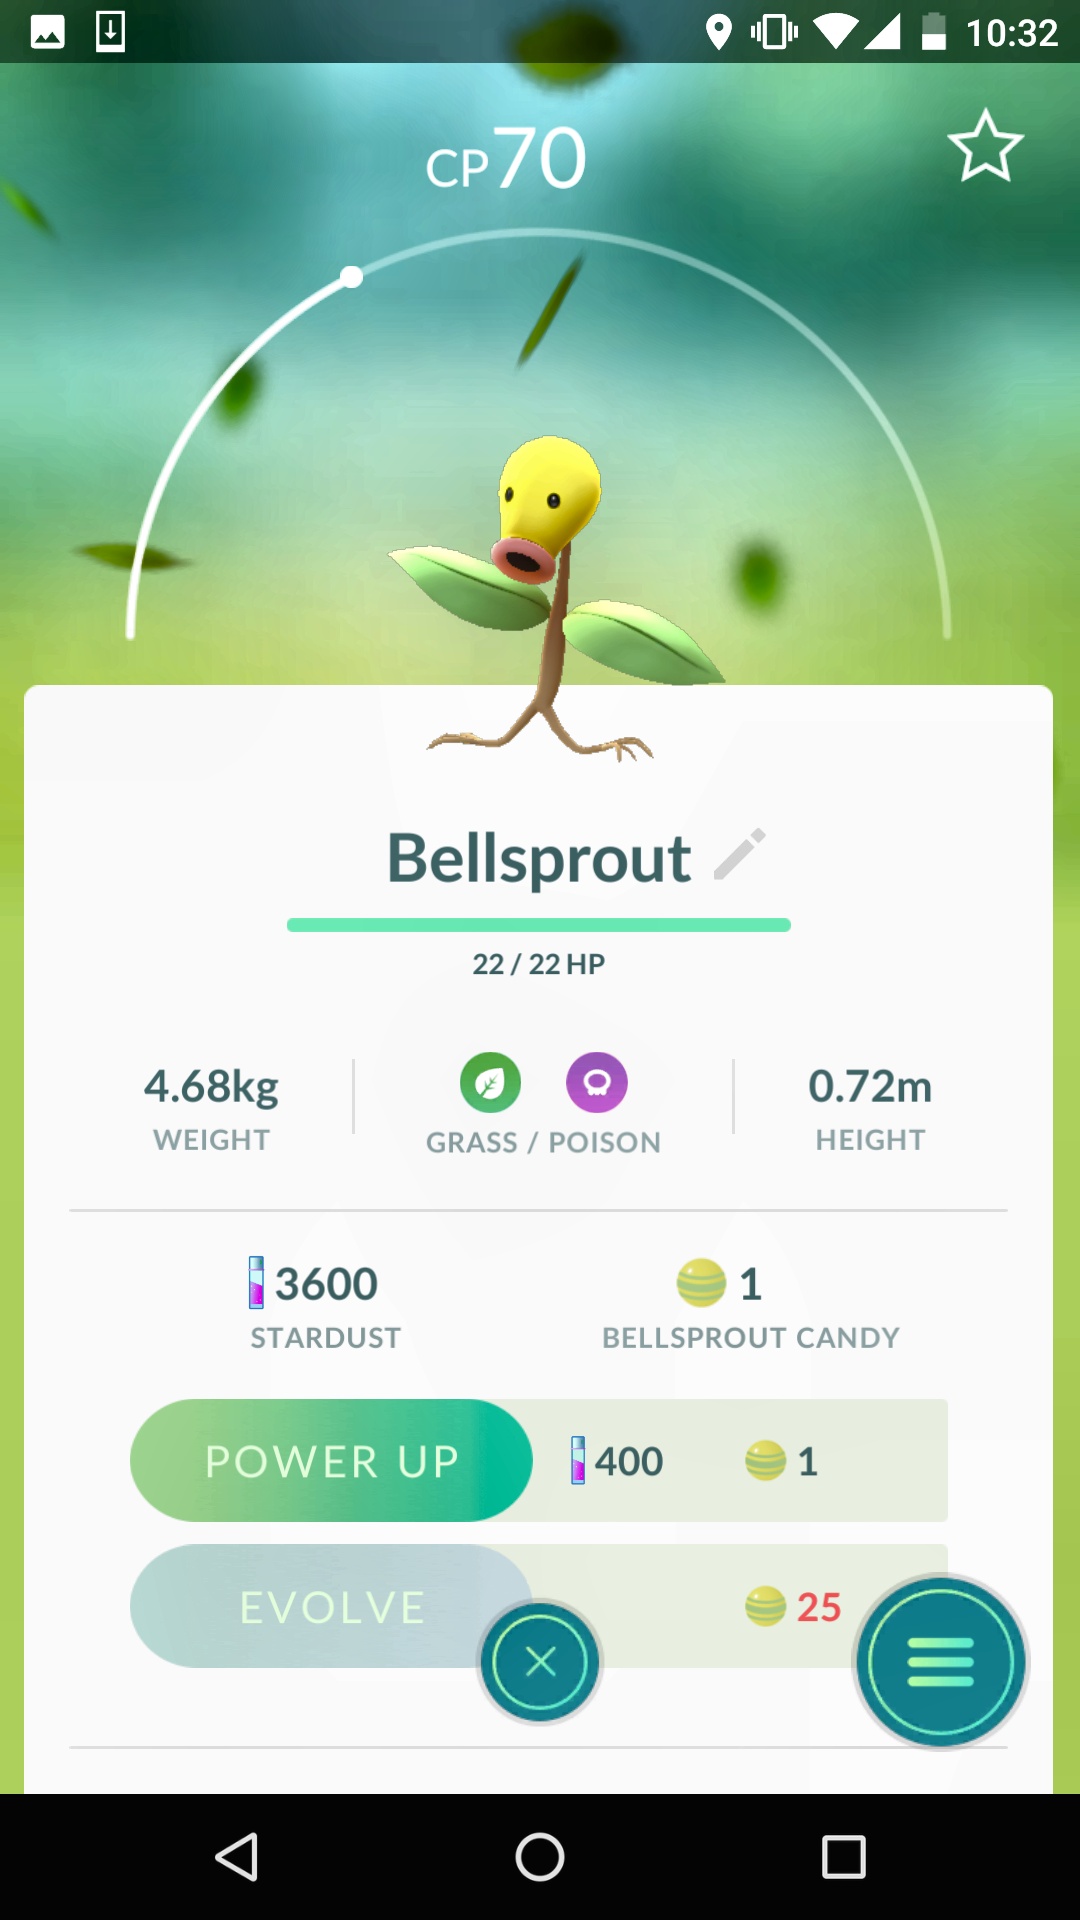 10:32
CP70
Bellsprout
22 / 22 HP
4.68kg
WEIGHT
GRASS / POISON
0.72m
HEIGHT
3600
STARDUST
1
BELLSPROUT CANDY
POWER UP 400 1
EVOLVE 25